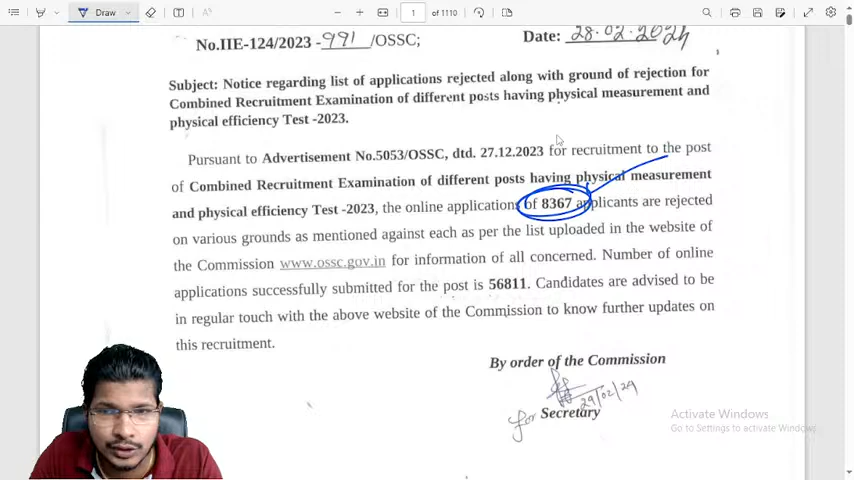 Draw
1
of 1110
No.IIE-124/2023 -991/OSSC;
Date: 28.02.2024
Subject: Notice regarding list of applications rejected along with ground of rejection for
Combined Recruitment Examination of different posts having physical measurement and
physical efficiency Test -2023.
Pursuant to Advertisement No.5053/OSSC, dtd. 27.12.2023 for recruitment to the post
of Combined Recruitment Examination of different posts having physical measurement
and physical efficiency Test -2023, the online applications of 8367 applicants are rejected
on various grounds as mentioned against each as per the list uploaded in the website of
the Commission www.ossc.gov.in for information of all concerned. Number of online
applications successfully submitted for the post is 56811. Candidates are advised to be
in regular touch with the above website of the Commission to know further updates on
this recruitment.
By order of the Commission
29/02/24
for Secretary
Activate Windows
Go to Settings to activate Windows.